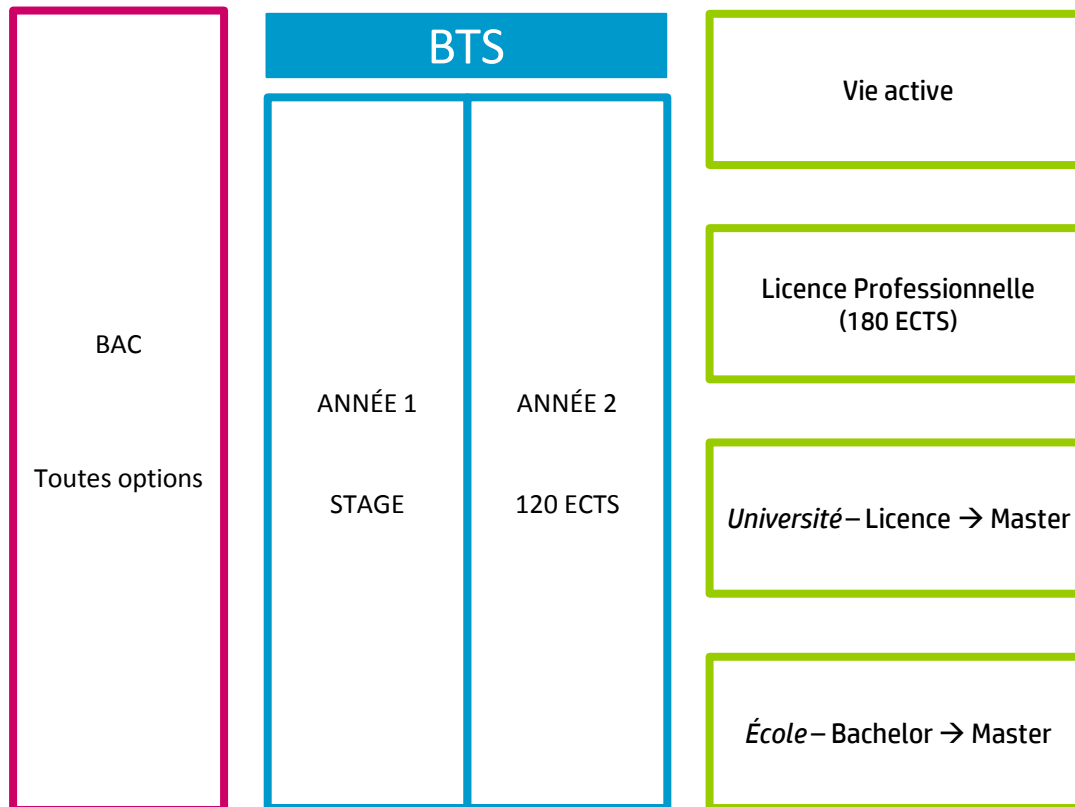 BAC
Toutes options
BTS
ANNÉE 1
STAGE
ANNÉE 2
120 ECTS
Vie active
Licence Professionnelle
(180 ECTS)
Université – Licence → Master
École – Bachelor → Master